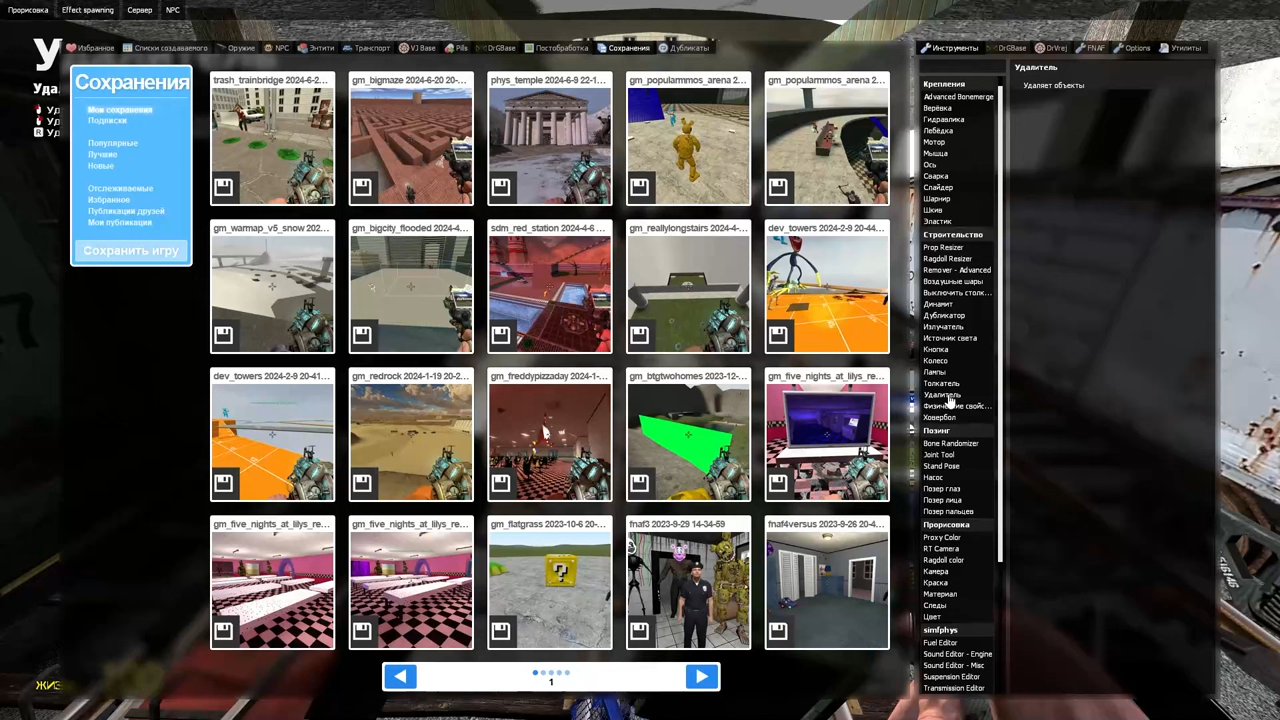 Прорисовка Effect spawning Сервер NPC
Избранное Списки создаваемого Оружие NPC Энтити Транспорт VJ Base Pills DrGBase Постобработка Сохранения Дубликаты
Инструменты DrGBase DrVrej FNAF Options Утилиты
У
Уда
Уд
Уд
R Уд
Сохранения
Мои сохранения
Подписки
Популярные
Лучшие
Новые
Отслеживаемые
Избранное
Публикации друзей
Мои публикации
Сохранить игру
trash_trainbridge 2024-6-2...
gm_bigmaze 2024-6-20 20-...
phys_temple 2024-6-9 22-1...
gm_popularmmos_arena 2...
gm_popularmmos_arena 2...
gm_warmap_v5_snow 202...
gm_bigcity_flooded 2024-4-...
sdm_red_station 2024-4-6 ...
gm_reallylongstairs 2024-4-...
dev_towers 2024-2-9 20-44...
dev_towers 2024-2-9 20-41...
gm_redrock 2024-1-19 20-2...
gm_freddypizzaday 2024-1-...
gm_btgtwohomes 2023-12-...
gm_five_nights_at_lilys_re...
gm_five_nights_at_lilys_re...
gm_five_nights_at_lilys_re...
gm_flatgrass 2023-10-6 20-...
fnaf3 2023-9-29 14-34-59
fnaf4versus 2023-9-26 20-4...
?
1
ЖИЗ
Крепления
Advanced Bonemerge
Верёвка
Гидравлика
Лебёдка
Мотор
Мышца
Ось
Сварка
Слайдер
Шарнир
Шкив
Эластик
Строительство
Prop Resizer
Ragdoll Resizer
Remover - Advanced
Воздушные шары
Выключить столк...
Динамит
Дубликатор
Излучатель
Источник света
Кнопка
Колесо
Лампы
Толкатель
Удалитель
Физические свойс...
Ховербол
Позинг
Bone Randomizer
Joint Tool
Stand Pose
Насос
Позер глаз
Позер лица
Позер пальцев
Прорисовка
Proxy Color
RT Camera
Ragdoll color
Камера
Краска
Материал
Следы
Цвет
simfphys
Fuel Editor
Sound Editor - Engine
Sound Editor - Misc
Suspension Editor
Transmission Editor
Удалитель
Удаляет объекты